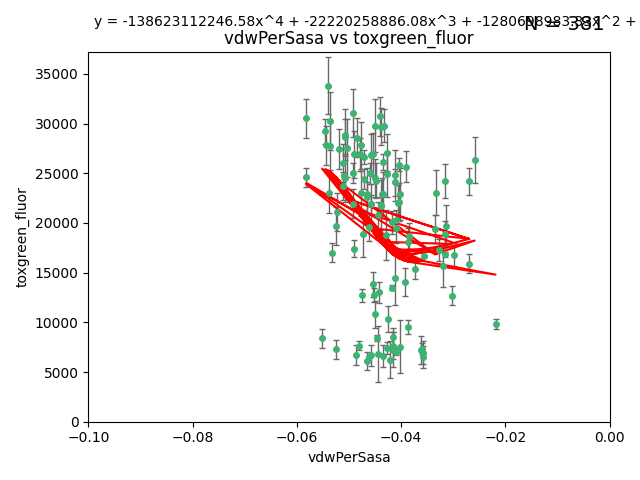 y = -138623112246.58x^4 + -22220258886.08x^3 + x^2 +
N = 381
vdwPerSasa vs toxgreen_fluor
35000
30000
25000
20000
15000
10000
5000
0
toxgreen_fluor
−0.10 −0.08 −0.06 −0.04 −0.02 0.00
vdwPerSasa